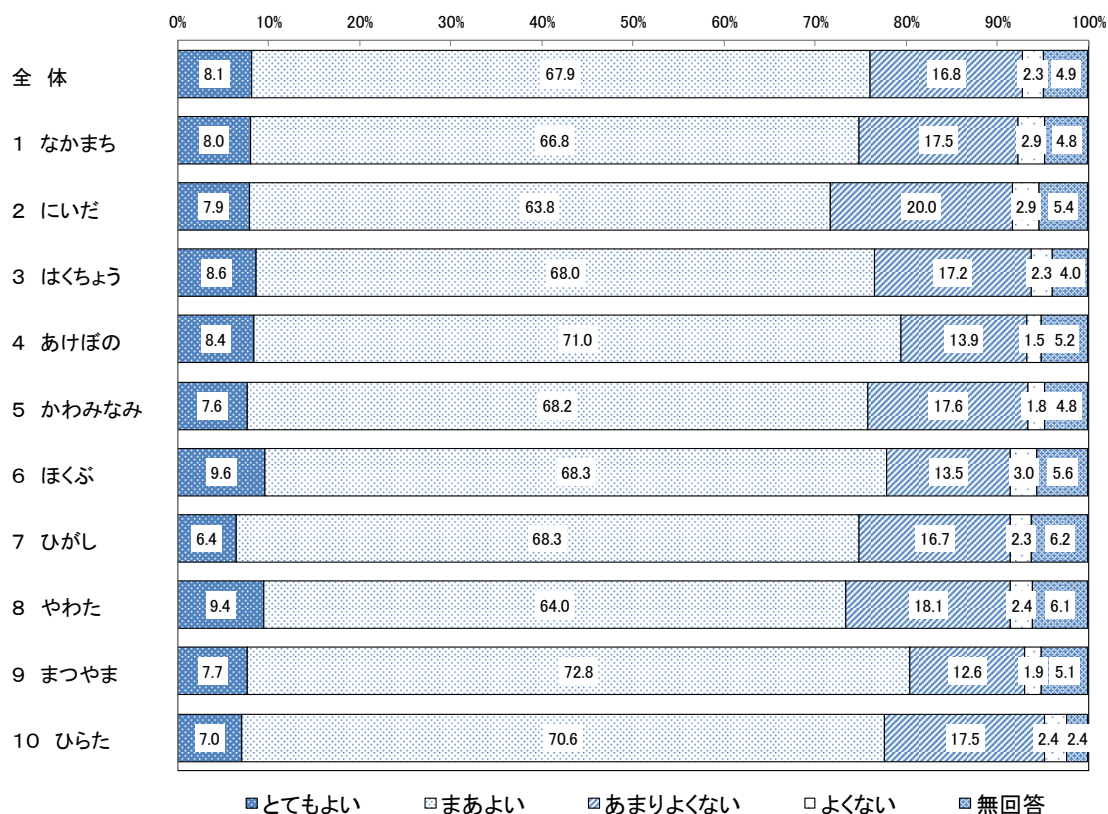 0% 10% 20% 30% 40% 50% 60% 70% 80% 90% 100%
全 体 8.1 67.9 16.8 2.3 4.9
1 なかまち 8.0 66.8 17.5 2.9 4.8
2 にいだ 7.9 63.8 20.0 2.9 5.4
3 はくちょう 8.6 68.0 17.2 2.3 4.0
4 あけぼの 8.4 71.0 13.9 1.5 5.2
5 かわみなみ 7.6 68.2 17.6 1.8 4.8
6 ほくぶ 9.6 68.3 13.5 3.0 5.6
7 ひがし 6.4 68.3 16.7 2.3 6.2
8 やわた 9.4 64.0 18.1 2.4 6.1
9 まつやま 7.7 72.8 12.6 1.9 5.1
10 ひらた 7.0 70.6 17.5 2.4 2.4
とてもよい まあよい あまりよくない よくない 無回答